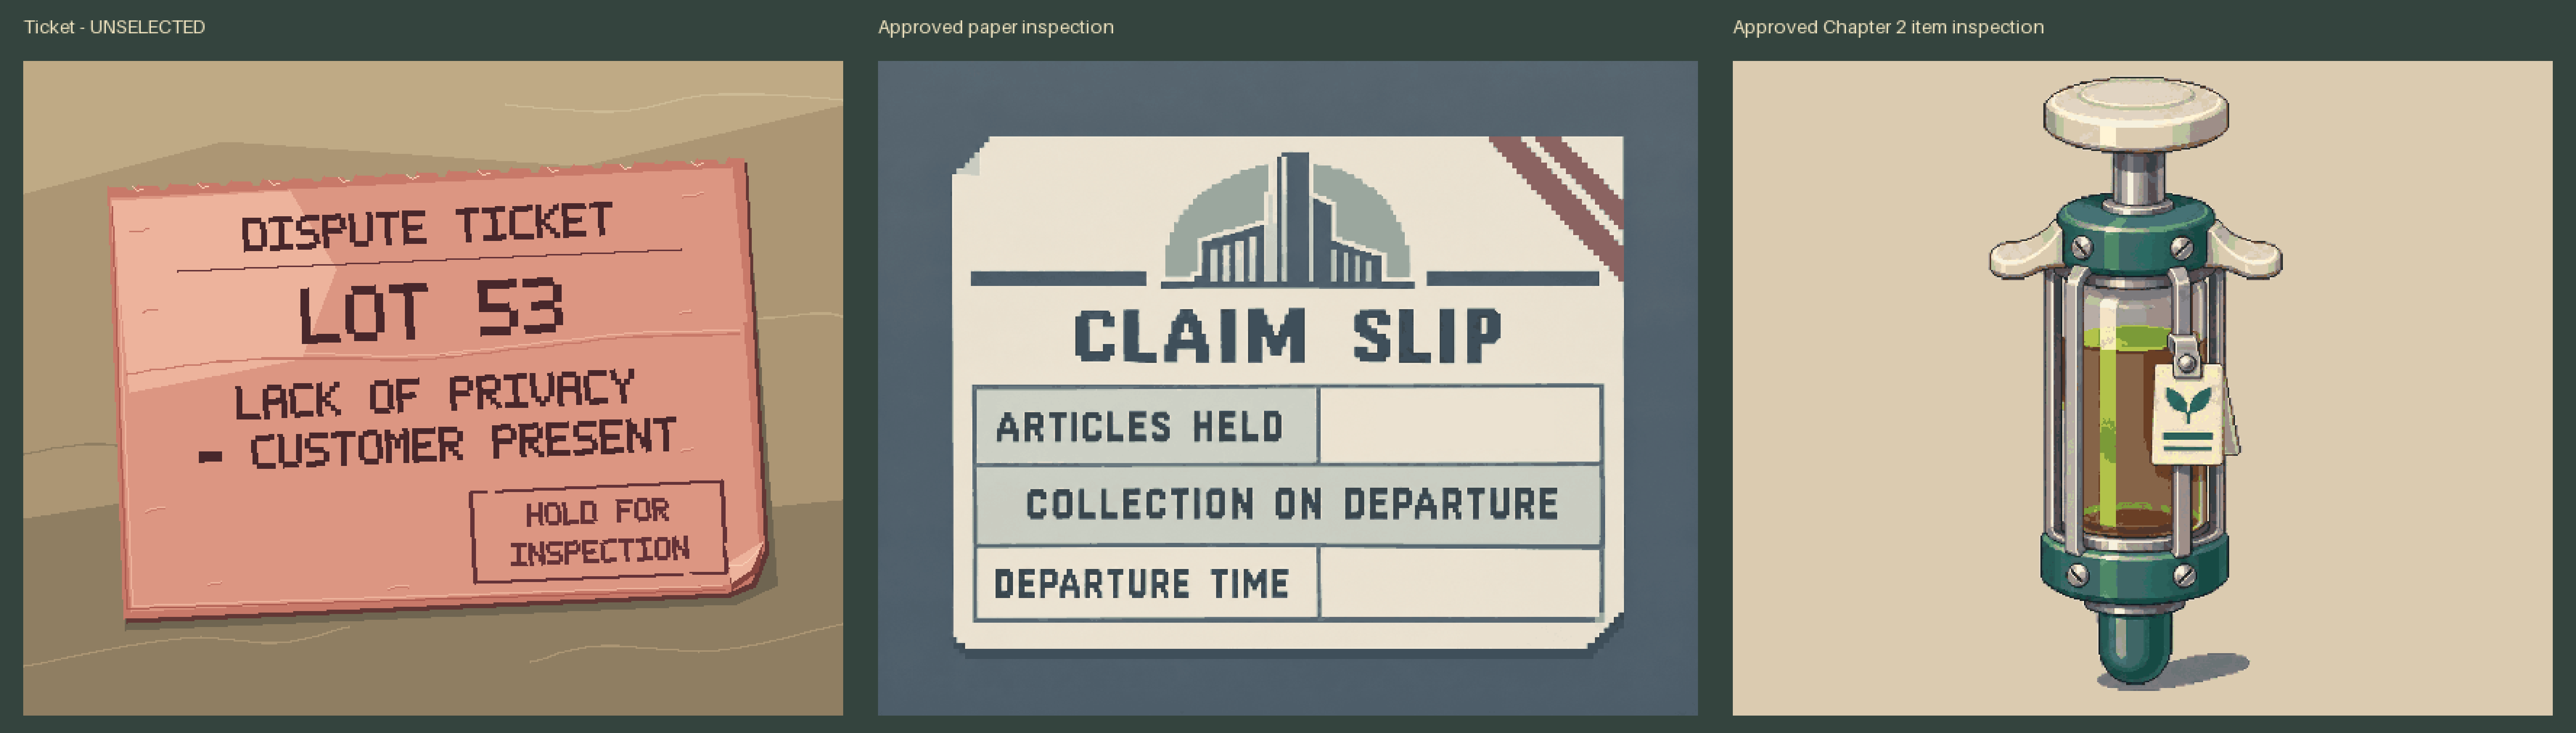 Ticket - UNSELECTED
DISPUTE TICKET
LOT 53
LACK OF PRIVACY
- CUSTOMER PRESENT
HOLD FOR
INSPECTION
Approved paper inspection
CLAIM SLIP
ARTICLES HELD
COLLECTION ON DEPARTURE
DEPARTURE TIME
Approved Chapter 2 item inspection